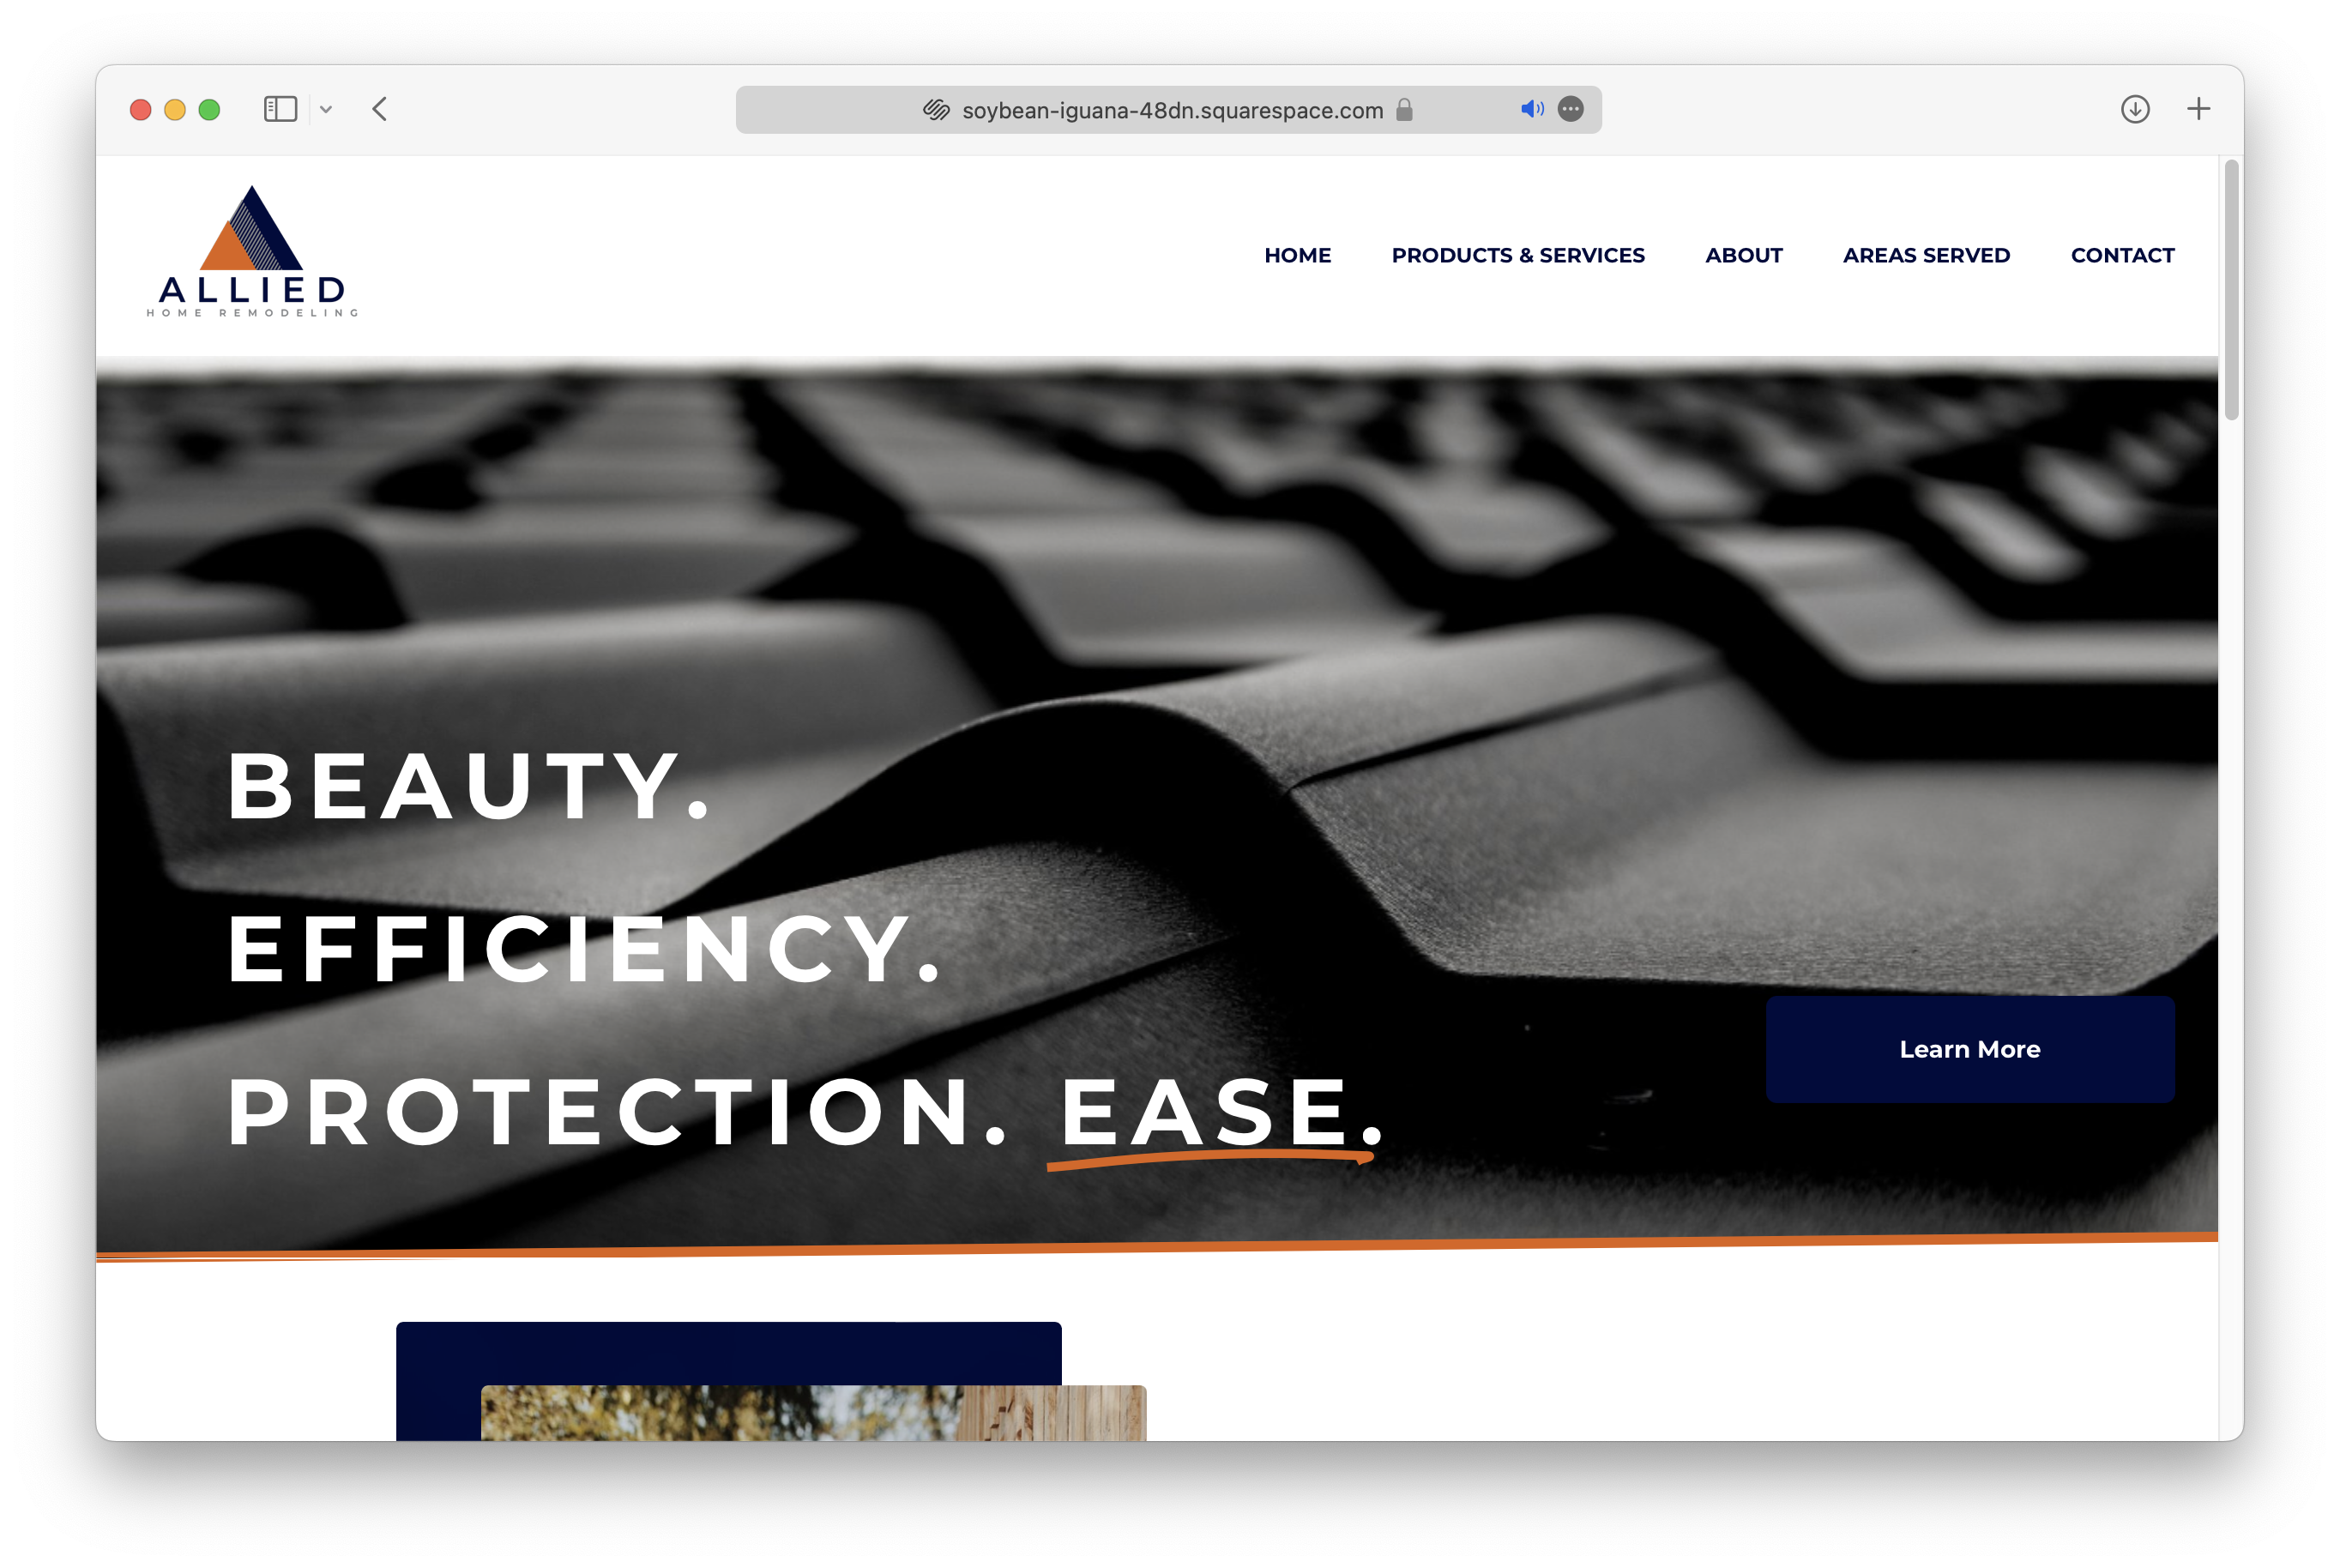 soybean-iguana-48dn.squarespace.com
ALLIED
HOME REMODELING
HOME PRODUCTS & SERVICES ABOUT AREAS SERVED CONTACT
BEAUTY.
EFFICIENCY.
PROTECTION. EASE.
Learn More